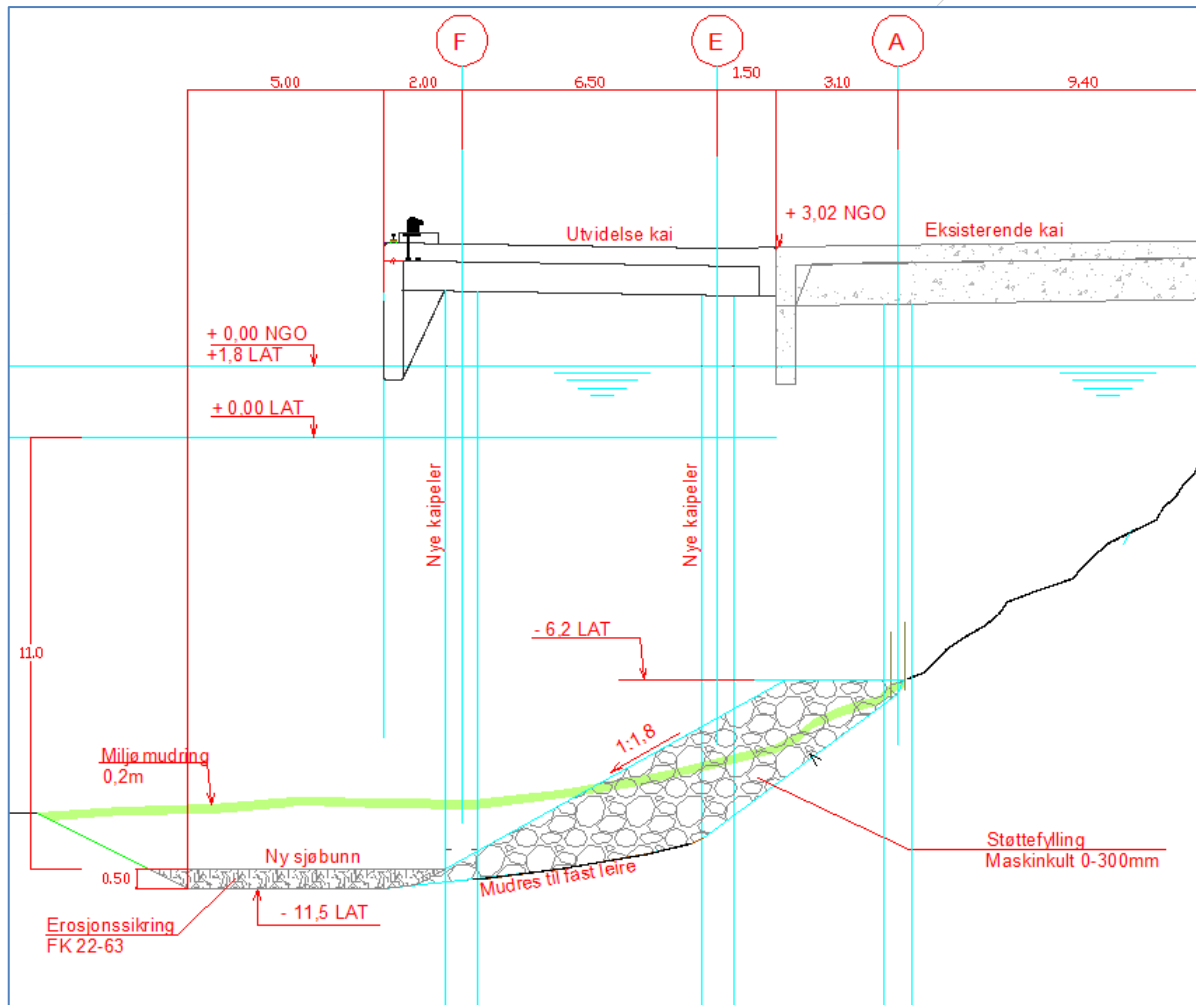 F
E
A
5.00
2.00
6.50
1.50
3.10
9.40
+ 3,02 NGO
Utvidelse kai
Eksisterende kai
+ 0,00 NGO
+1,8 LAT
+ 0,00 LAT
Nye kaipeler
Nye kaipeler
11.0
- 6,2 LAT
1:1,8
Miljømudring
0,2m
Ny sjøbunn
0.50
Mudres til fast leire
Støttefylling
Maskinkult 0-300mm
- 11,5 LAT
Erosjonssikring
FK 22-63